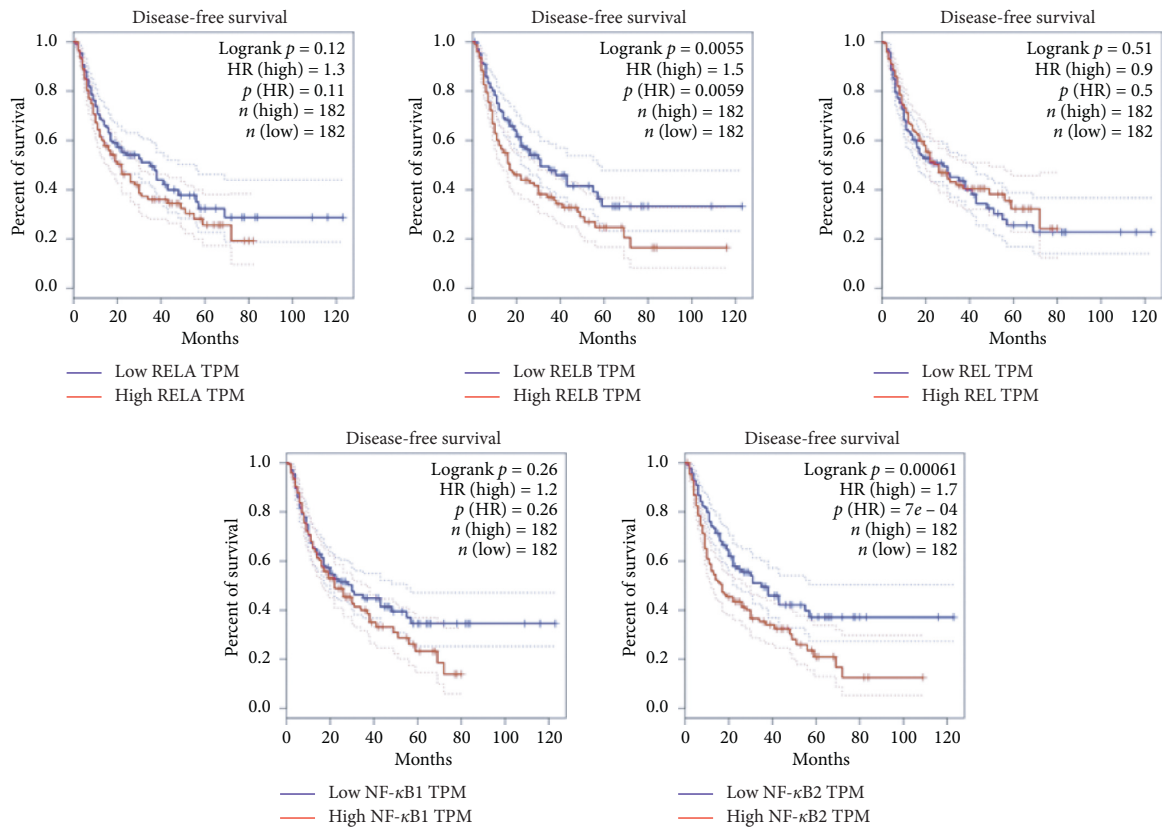 Disease-free survival
1.0
0.8
0.6
0.4
0.2
0.0
Percent of survival
Logrank p = 0.12
HR (high) = 1.3
p (HR) = 0.11
n (high) = 182
n (low) = 182
0 20 40 60 80 100 120
Months
Low RELA TPM
High RELA TPM
Disease-free survival
1.0
0.8
0.6
0.4
0.2
0.0
Percent of survival
Logrank p = 0.0055
HR (high) = 1.5
p (HR) = 0.0059
n (high) = 182
n (low) = 182
0 20 40 60 80 100 120
Months
Low RELB TPM
High RELB TPM
Disease-free survival
1.0
0.8
0.6
0.4
0.2
0.0
Percent of survival
Logrank p = 0.51
HR (high) = 0.9
p (HR) = 0.5
n (high) = 182
n (low) = 182
0 20 40 60 80 100 120
Months
Low REL TPM
High REL TPM
Disease-free survival
1.0
0.8
0.6
0.4
0.2
0.0
Percent of survival
Logrank p = 0.26
HR (high) = 1.2
p (HR) = 0.26
n (high) = 182
n (low) = 182
0 20 40 60 80 100 120
Months
Low NF-κB1 TPM
High NF-κB1 TPM
Disease-free survival
1.0
0.8
0.6
0.4
0.2
0.0
Percent of survival
Logrank p = 0.00061
HR (high) = 1.7
p (HR) = 7e – 04
n (high) = 182
n (low) = 182
0 20 40 60 80 100 120
Months
Low NF-κB2 TPM
High NF-κB2 TPM